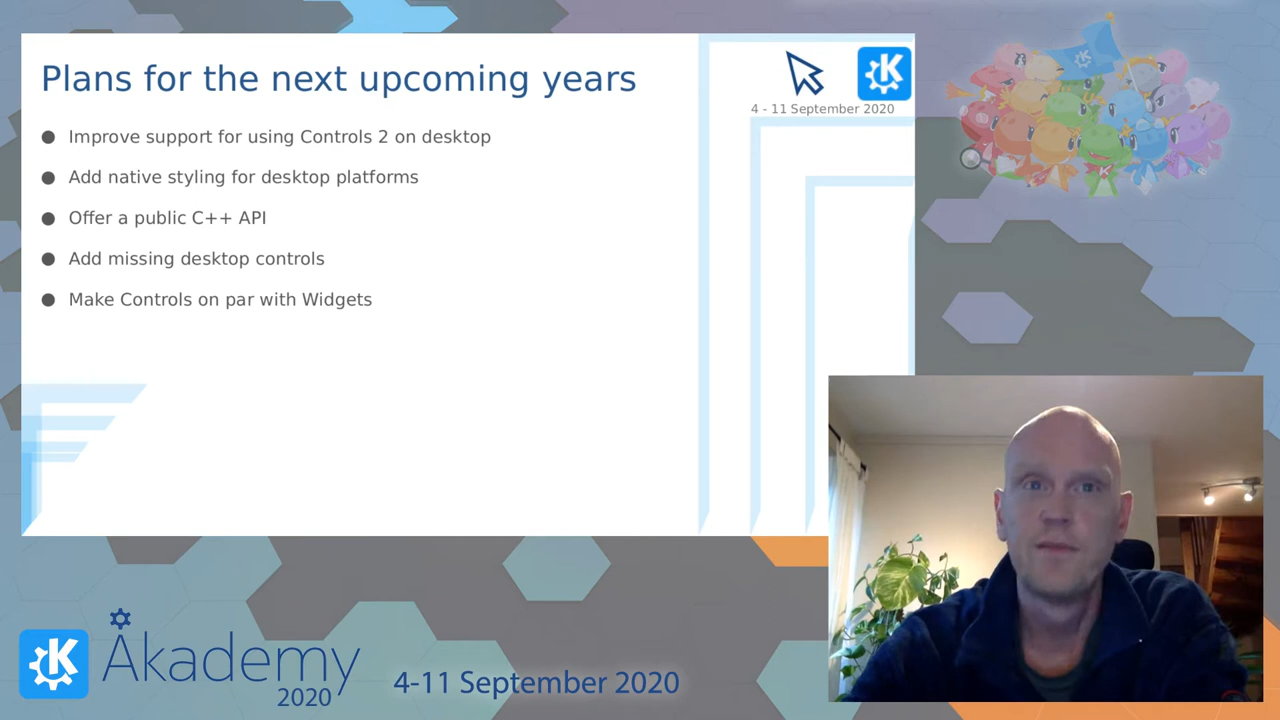 Plans for the next upcoming years
4 - 11 September 2020
● Improve support for using Controls 2 on desktop
● Add native styling for desktop platforms
● Offer a public C++ API
● Add missing desktop controls
● Make Controls on par with Widgets
Akademy
2020
4-11 September 2020